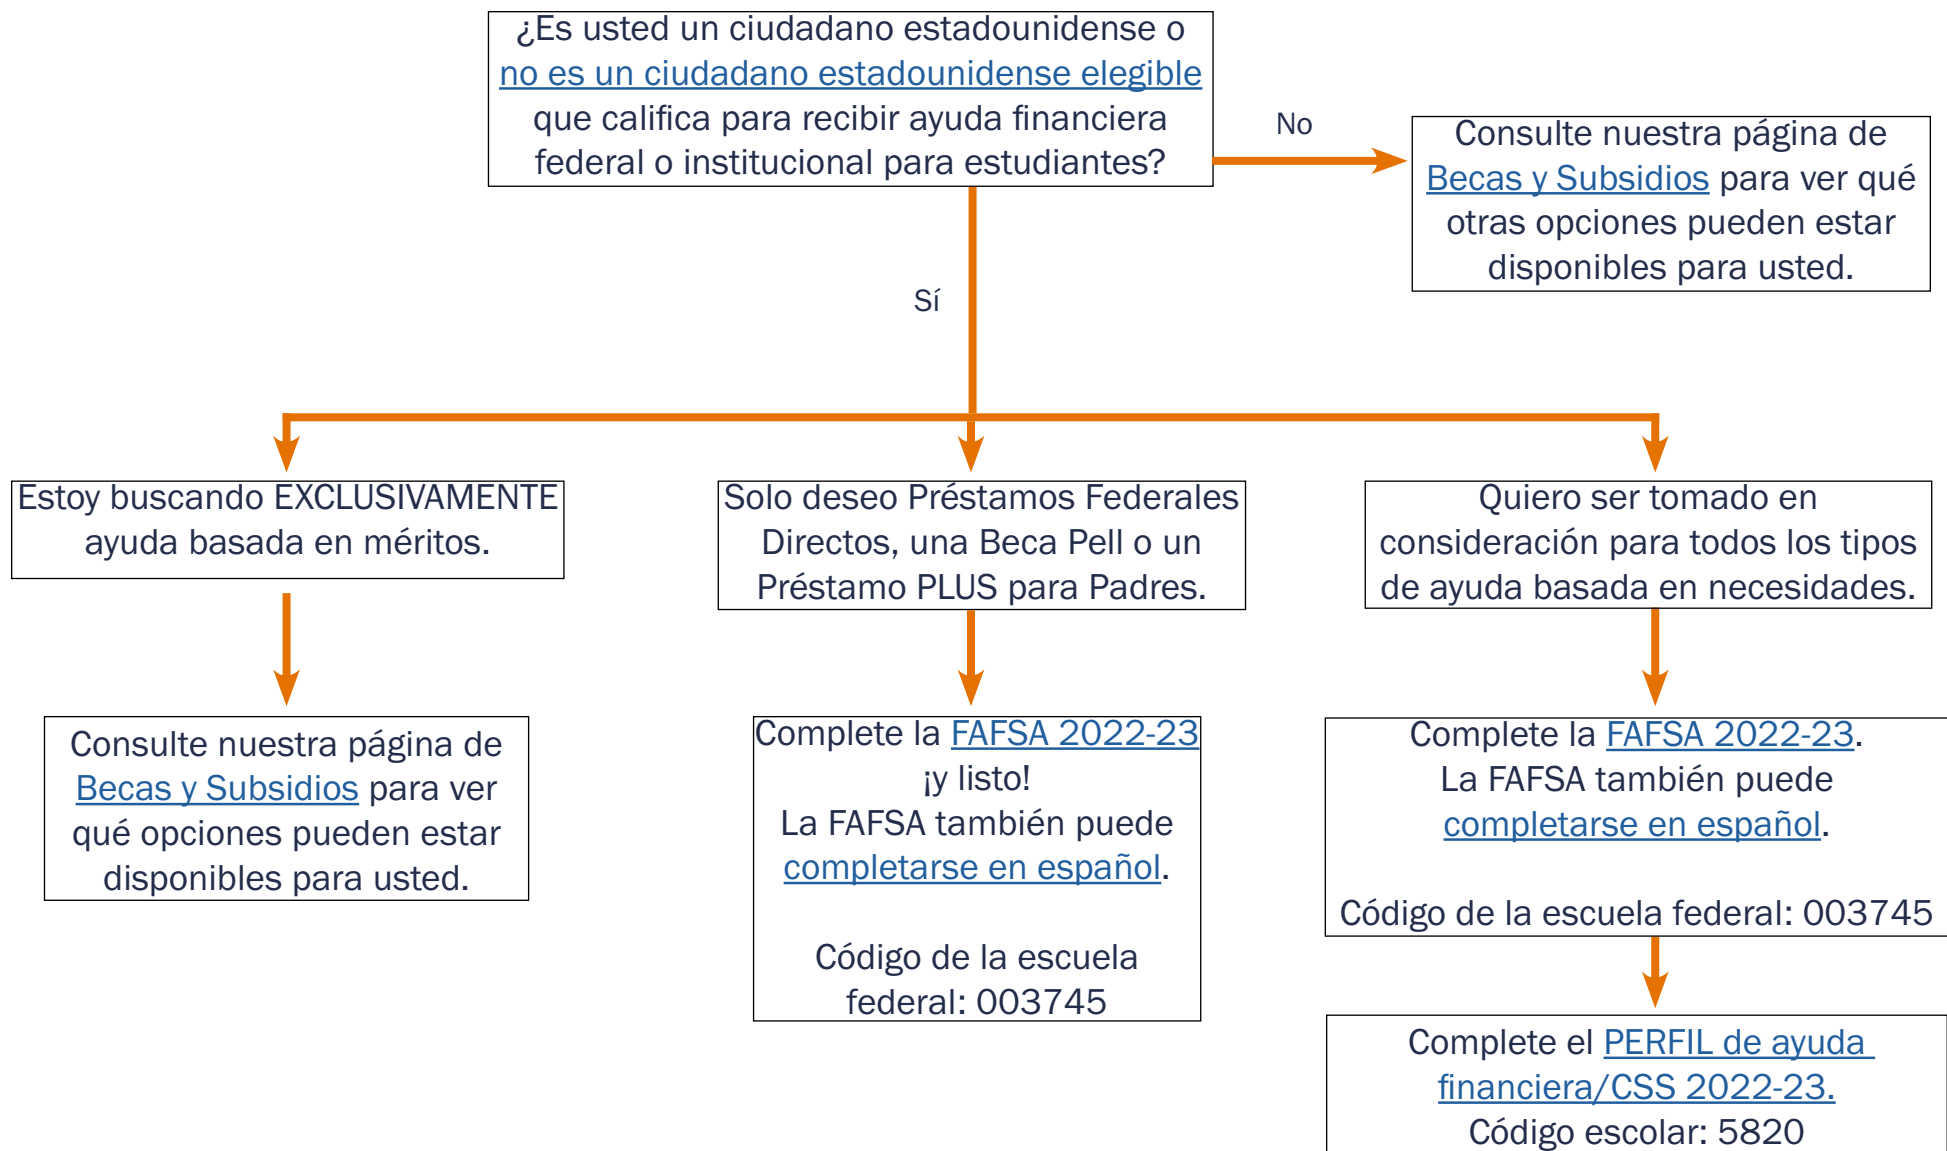 ¿Es usted un ciudadano estadounidense o
no es un ciudadano estadounidense elegible
que califica para recibir ayuda financiera
federal o institucional para estudiantes?
No
Consulte nuestra página de
Becas y Subsidios para ver qué
otras opciones pueden estar
disponibles para usted.
Sí
Estoy buscando EXCLUSIVAMENTE
ayuda basada en méritos.
Solo deseo Préstamos Federales
Directos, una Beca Pell o un
Préstamo PLUS para Padres.
Quiero ser tomado en
consideración para todos los tipos
de ayuda basada en necesidades.
Consulte nuestra página de
Becas y Subsidios para ver
qué opciones pueden estar
disponibles para usted.
Complete la FAFSA 2022-23
¡y listo!
La FAFSA también puede
completarse en español.
Código de la escuela
federal: 003745
Complete la FAFSA 2022-23.
La FAFSA también puede
completarse en español.
Código de la escuela federal: 003745
Complete el PERFIL de ayuda
financiera/CSS 2022-23.
Código escolar: 5820